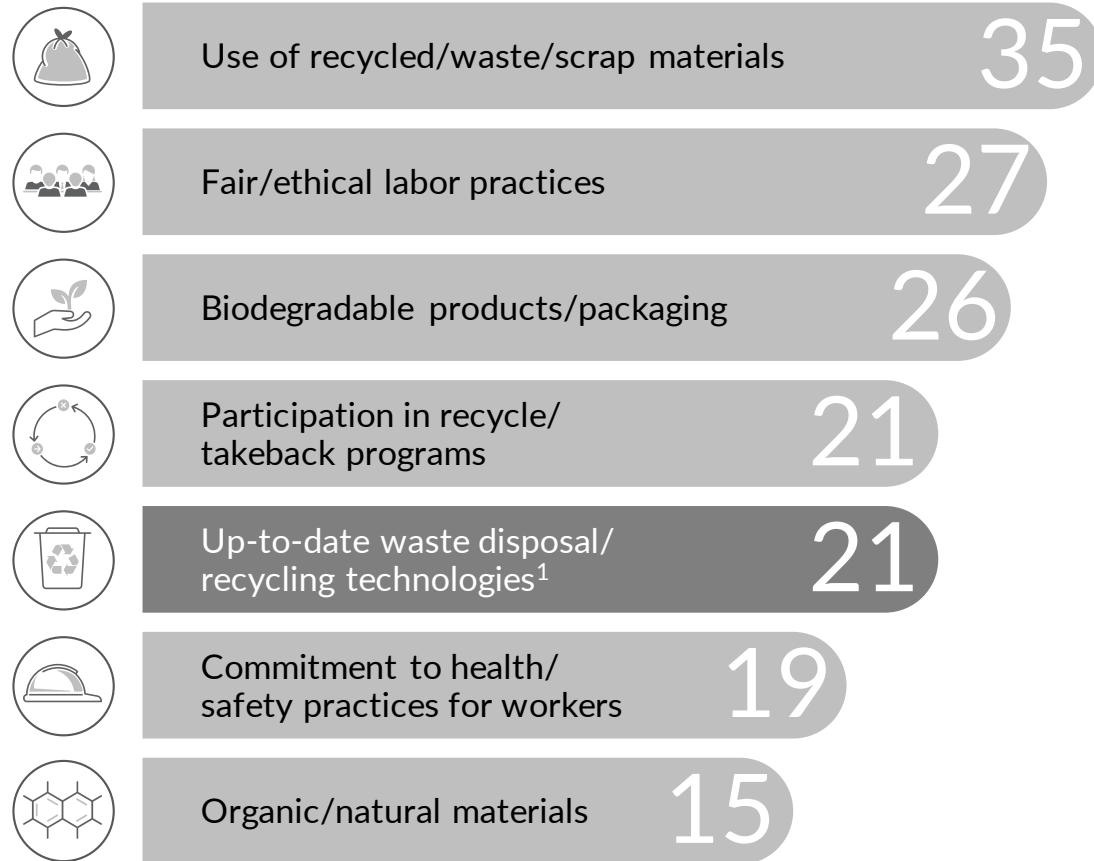 Use of recycled/waste/scrap materials 35
Fair/ethical labor practices 27
Biodegradable products/packaging 26
Participation in recycle/
takeback programs
21
Up-to-date waste disposal/
recycling technologies¹
21
Commitment to health/
safety practices for workers
19
Organic/natural materials 15